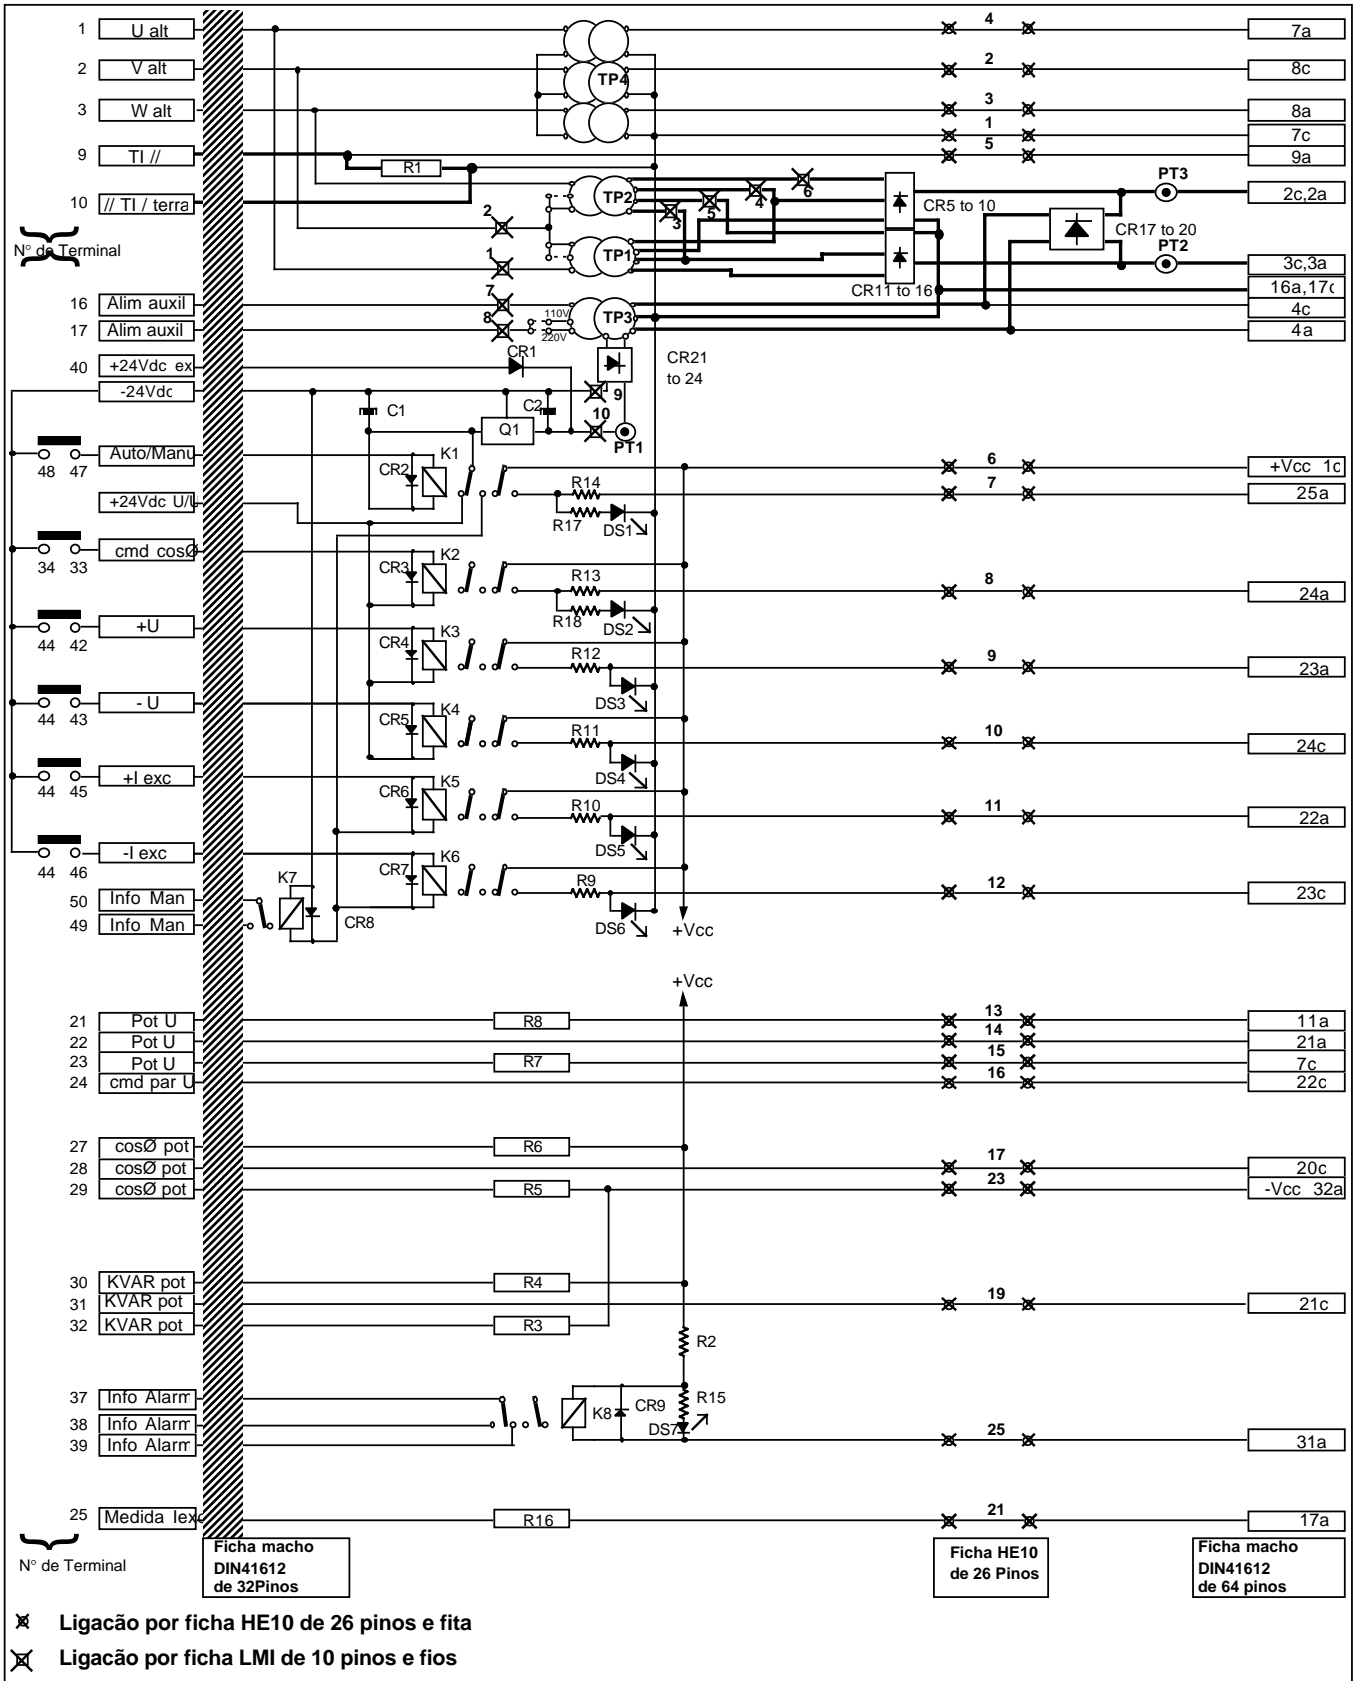 1 U alt 4 7a
2 V alt TP4 2 8c
3 W alt 3 8a
1 7c
9 TI // R1 5 9a
10 // TI / terra 2 TP2 3 5 4 6 CR5 to 10 PT3 2c,2a
N° de Terminal 1 TP1 CR17 to 20
PT2
CR11 to 16 3c,3a
7 16a,17c
16 Alim auxil 110V TP3 4c
17 Alim auxil 8 220V 4a
40 +24Vdc ex CR1 CR21
to 24
-24Vdc C1 C2 9
Q1 10 PT1
48 47 Auto/Manu CR2 K1 6 +Vcc 1c
+24Vdc U/U R14 7 25a
R17 DS1
34 33 cmd cosØ CR3 K2 R13 8 24a
R18 DS2
44 42 +U CR4 K3 R12 9 23a
DS3
44 43 - U CR5 K4 R11 10 24c
DS4
44 45 +I exc CR6 K5 R10 11 22a
DS5
44 46 -I exc CR7 K6 R9 12 23c
DS6 +Vcc
50 Info Man K7
49 Info Man CR8
+Vcc
21 Pot U R8 13 11a
22 Pot U 14 21a
23 Pot U R7 15 7c
24 cmd par U 16 22c
27 cosØ pot R6
28 cosØ pot 17 20c
29 cosØ pot R5 23 -Vcc 32a
30 KVAR pot R4
31 KVAR pot 19 21c
32 KVAR pot R3
R2
37 Info Alarm K8 CR9 R15
38 Info Alarm DS7
39 Info Alarm 25 31a
25 Medida Iexc R16 21 17a
N° de Terminal
Ficha macho
DIN41612
de 32Pinos
Ficha HE10
de 26 Pinos
Ficha macho
DIN41612
de 64 pinos
Ligacão por ficha HE10 de 26 pinos e fita
Ligacão por ficha LMI de 10 pinos e fios